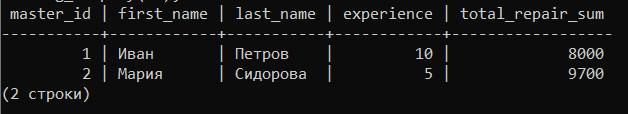 master_id | first_name | last_name | experience | total_repair_sum
-----------+------------+-----------+------------+------------------
1 | Иван | Петров | 10 | 8000
2 | Мария | Сидорова | 5 | 9700
(2 строки)